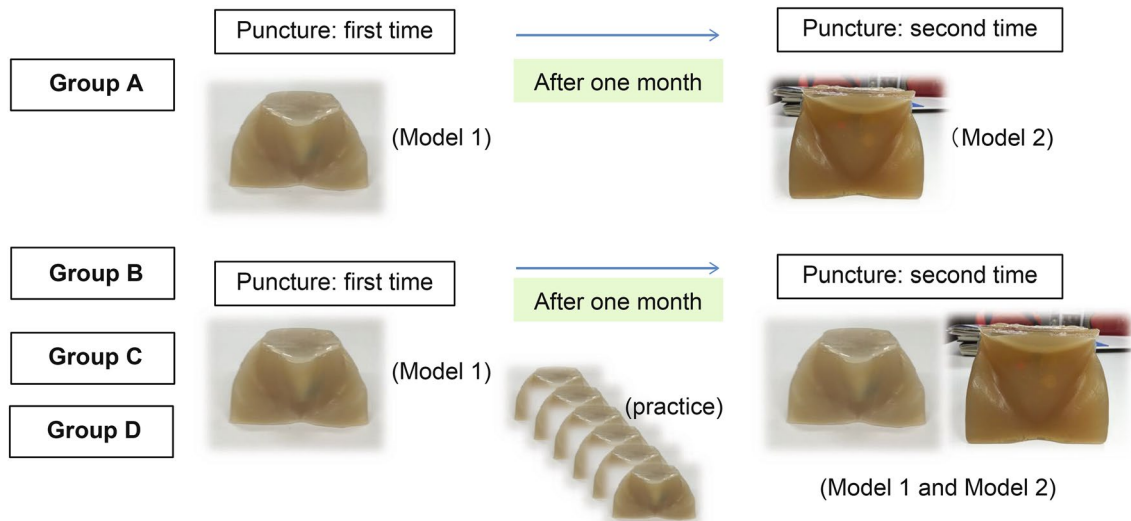 Puncture: first time
Puncture: second time
Group A
After one month
(Model 1)
（Model 2)
Group B
Puncture: first time
Puncture: second time
After one month
Group C
(Model 1)
(practice)
Group D
(Model 1 and Model 2)